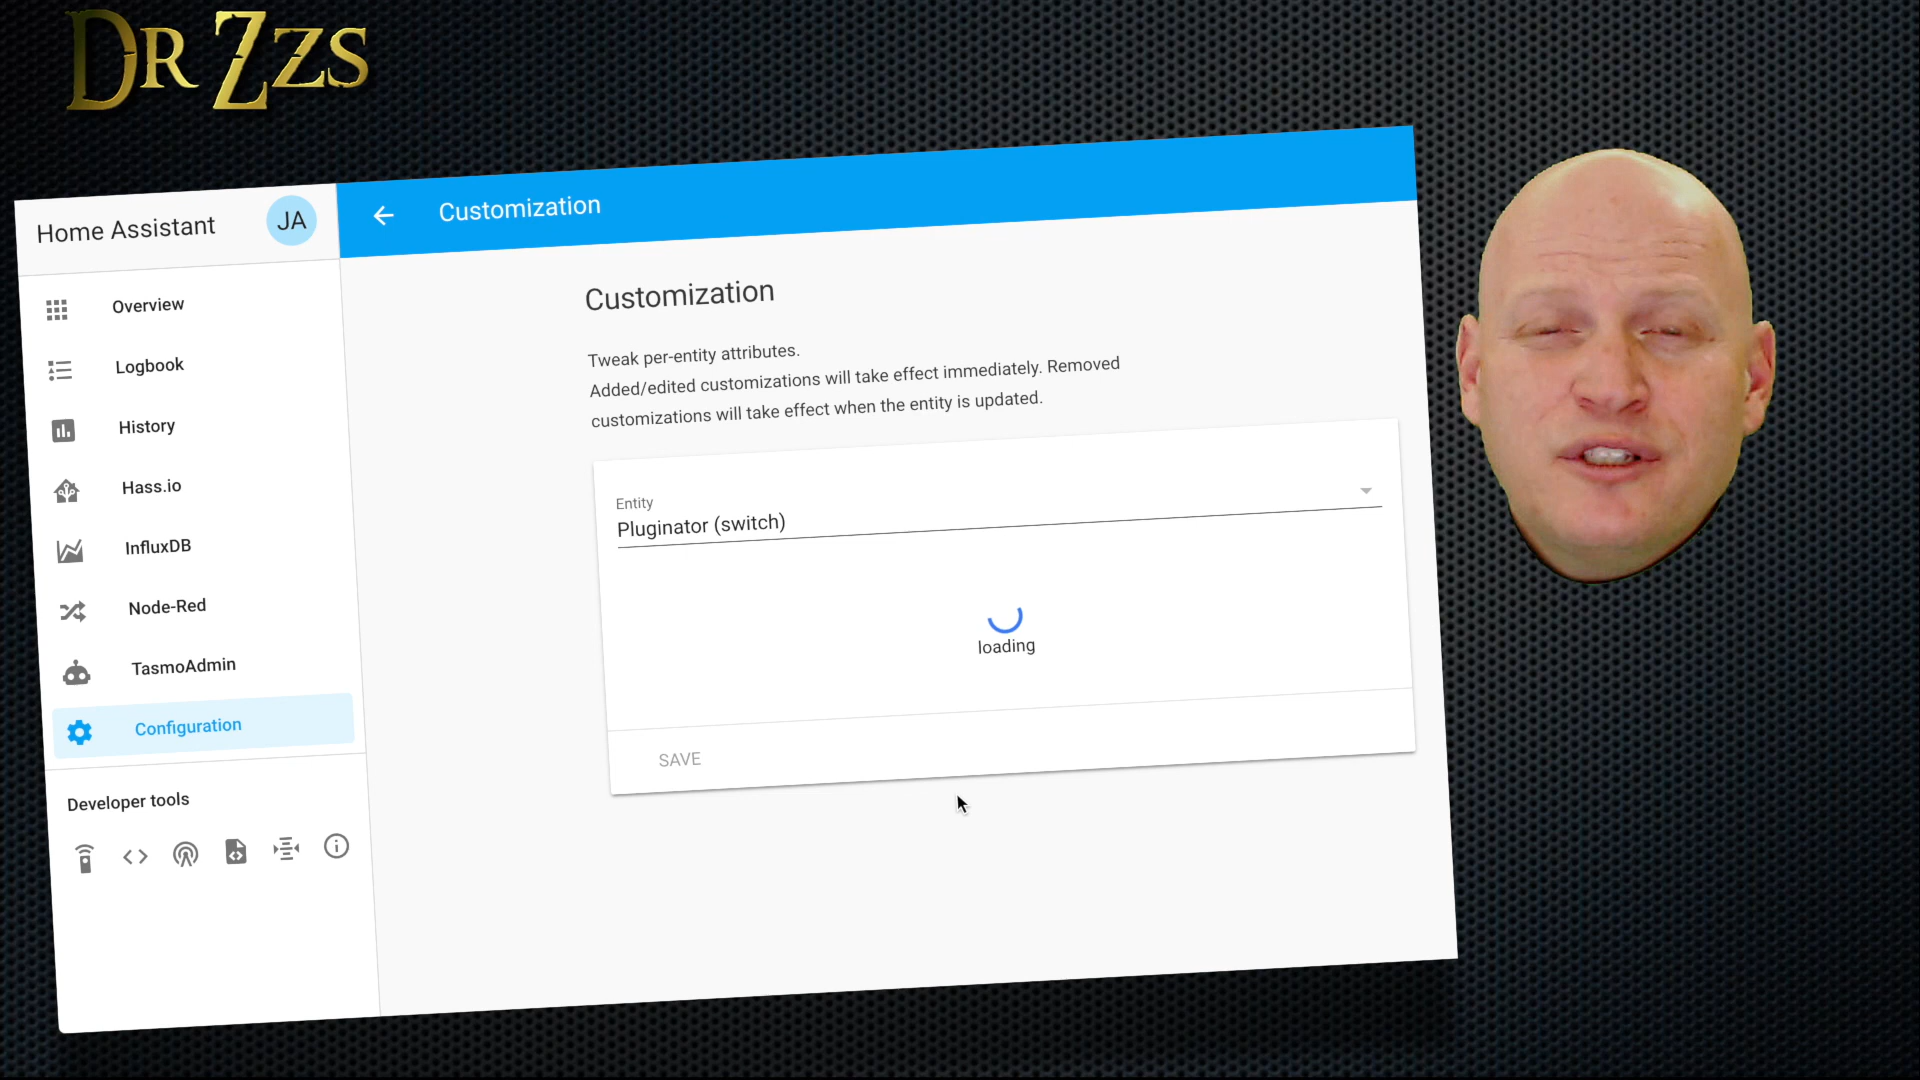 DR ZZS
Home Assistant
JA
Customization
Overview
Logbook
History
Hass.io
InfluxDB
Node-Red
TasmoAdmin
Configuration
Developer tools
Customization
Tweak per-entity attributes.
Added/edited customizations will take effect immediately. Removed
customizations will take effect when the entity is updated.
Entity
Pluginator (switch)
loading
SAVE